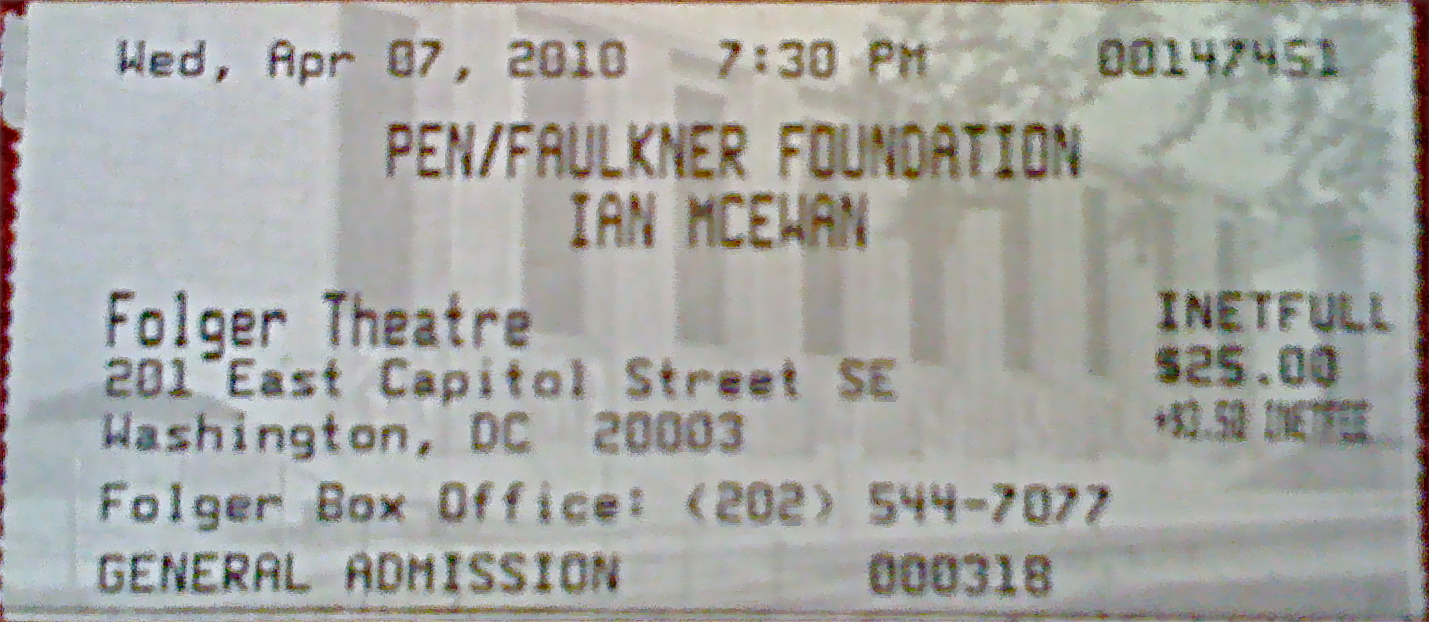 Wed, Apr 07, 2010 7:30 PM 00147451
PEN/FAULKNER FOUNDATION
IAN MCEWAN
Folger Theatre INETFULL
201 East Capitol Street SE $25.00
Washington, DC 20003
Folger Box Office: (202) 544-7077
GENERAL ADMISSION 000318